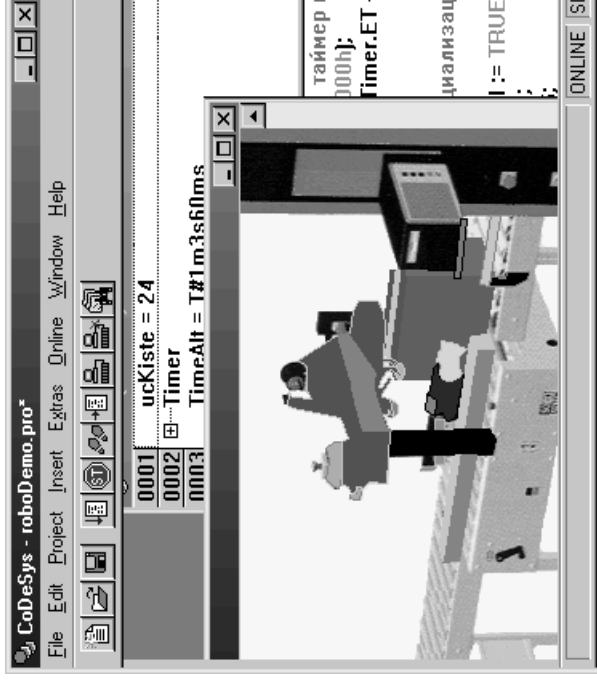 CoDeSys - roboDemo.pro*
File Edit Project Insert Extras Online Window Help
0001 ucKiste = 24
0002 Timer
0003 TimeAlt = T#1m3s60ms
таймер
000h);
Timer.ET -
циализац
:= TRUE
;
ONLINE